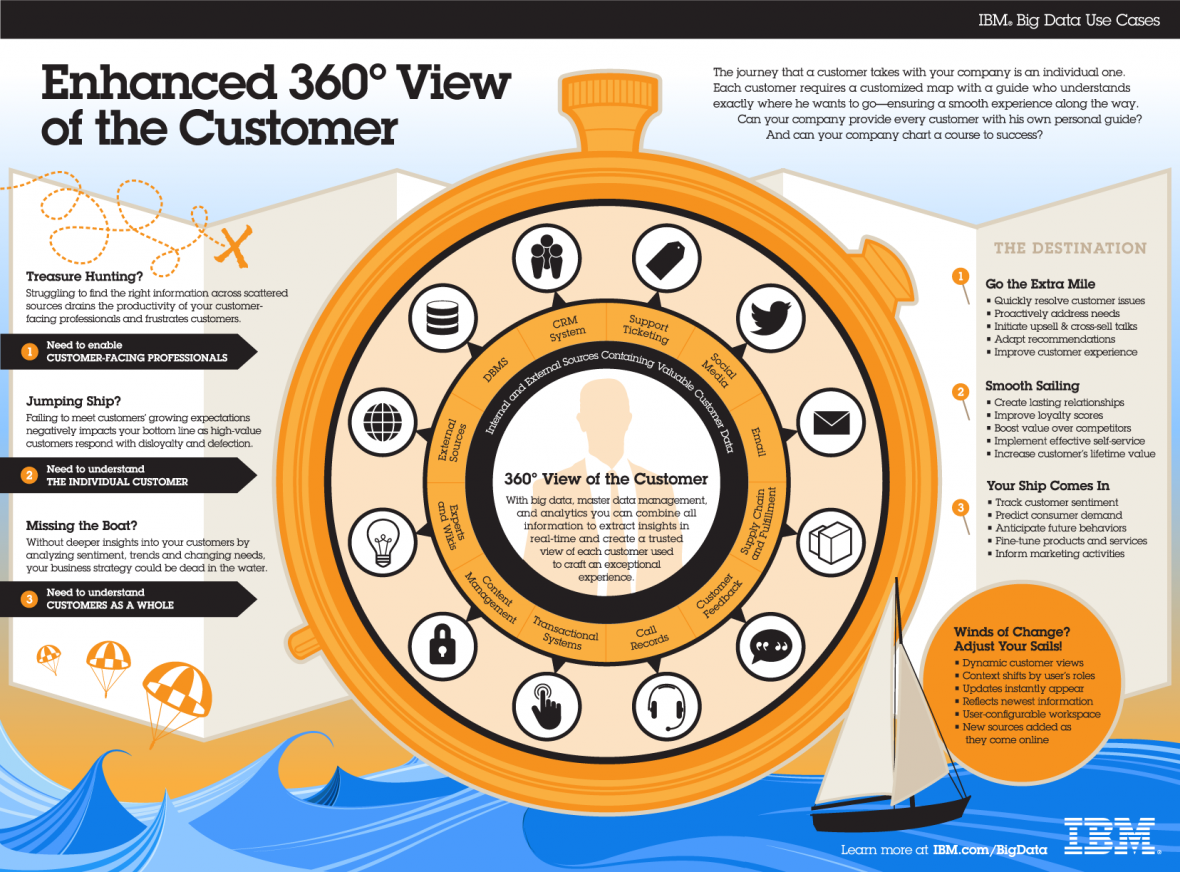 IBM® Big Data Use Cases
Enhanced 360° View
of the Customer
The journey that a customer takes with your company is an individual one.
Each customer requires a customized map with a guide who understands
exactly where he wants to go—ensuring a smooth experience along the way.
Can your company provide every customer with his own personal guide?
And can your company chart a course to success?
Treasure Hunting?
Struggling to find the right information across scattered
sources drains the productivity of your customer-
facing professionals and frustrates customers.
1
Need to enable
CUSTOMER-FACING PROFESSIONALS
Jumping Ship?
Failing to meet customers' growing expectations
negatively impacts your bottom line as high-value
customers respond with disloyalty and defection.
2
Need to understand
THE INDIVIDUAL CUSTOMER
Missing the Boat?
Without deeper insights into your customers by
analyzing sentiment, trends and changing needs,
your business strategy could be dead in the water.
3
Need to understand
CUSTOMERS AS A WHOLE
CRM
System
Support
Ticketing
Social
Media
Email
Supply Chain
and Fulfillment
Customer
Feedback
Call
Records
Transactional
Systems
Content
Management
Experts
and Wikis
External
Sources
DBMS
Internal and External Sources Containing Valuable Customer Data
360° View of the Customer
With big data, master data management,
and analytics you can combine all
information to extract insights in
real-time and create a trusted
view of each customer used
to craft an exceptional
experience.
THE DESTINATION
1
Go the Extra Mile
▪ Quickly resolve customer issues
▪ Proactively address needs
▪ Initiate upsell & cross-sell talks
▪ Adapt recommendations
▪ Improve customer experience
2
Smooth Sailing
▪ Create lasting relationships
▪ Improve loyalty scores
▪ Boost value over competitors
▪ Implement effective self-service
▪ Increase customer's lifetime value
3
Your Ship Comes In
▪ Track customer sentiment
▪ Predict consumer demand
▪ Anticipate future behaviors
▪ Fine-tune products and services
▪ Inform marketing activities
Winds of Change?
Adjust Your Sails!
▪ Dynamic customer views
▪ Context shifts by user's roles
▪ Updates instantly appear
▪ Reflects newest information
▪ User-configurable workspace
▪ New sources added as
they come online
Learn more at IBM.com/BigData
IBM®